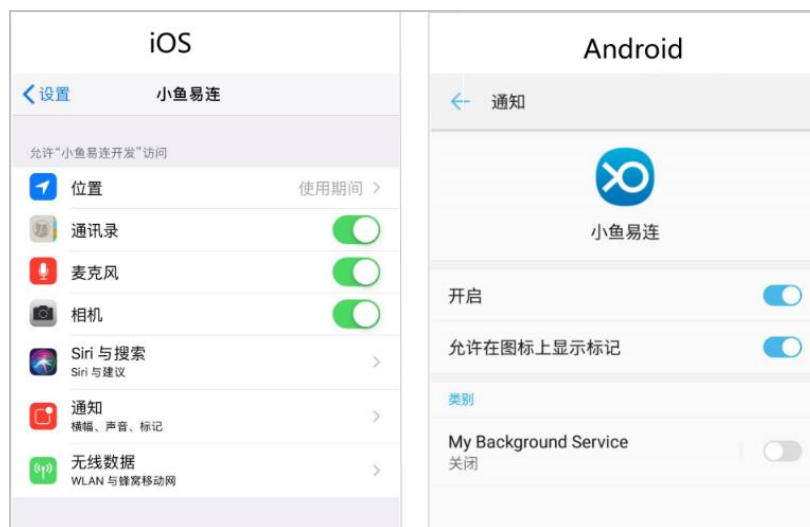 iOS
设置
小鱼易连
允许“小鱼易连开发”访问
位置
使用期间
通讯录
麦克风
相机
Siri 与搜索
Siri 与建议
通知
横幅、声音、标记
无线数据
WLAN 与蜂窝移动网
Android
通知
小鱼易连
开启
允许在图标上显示标记
类别
My Background Service
关闭